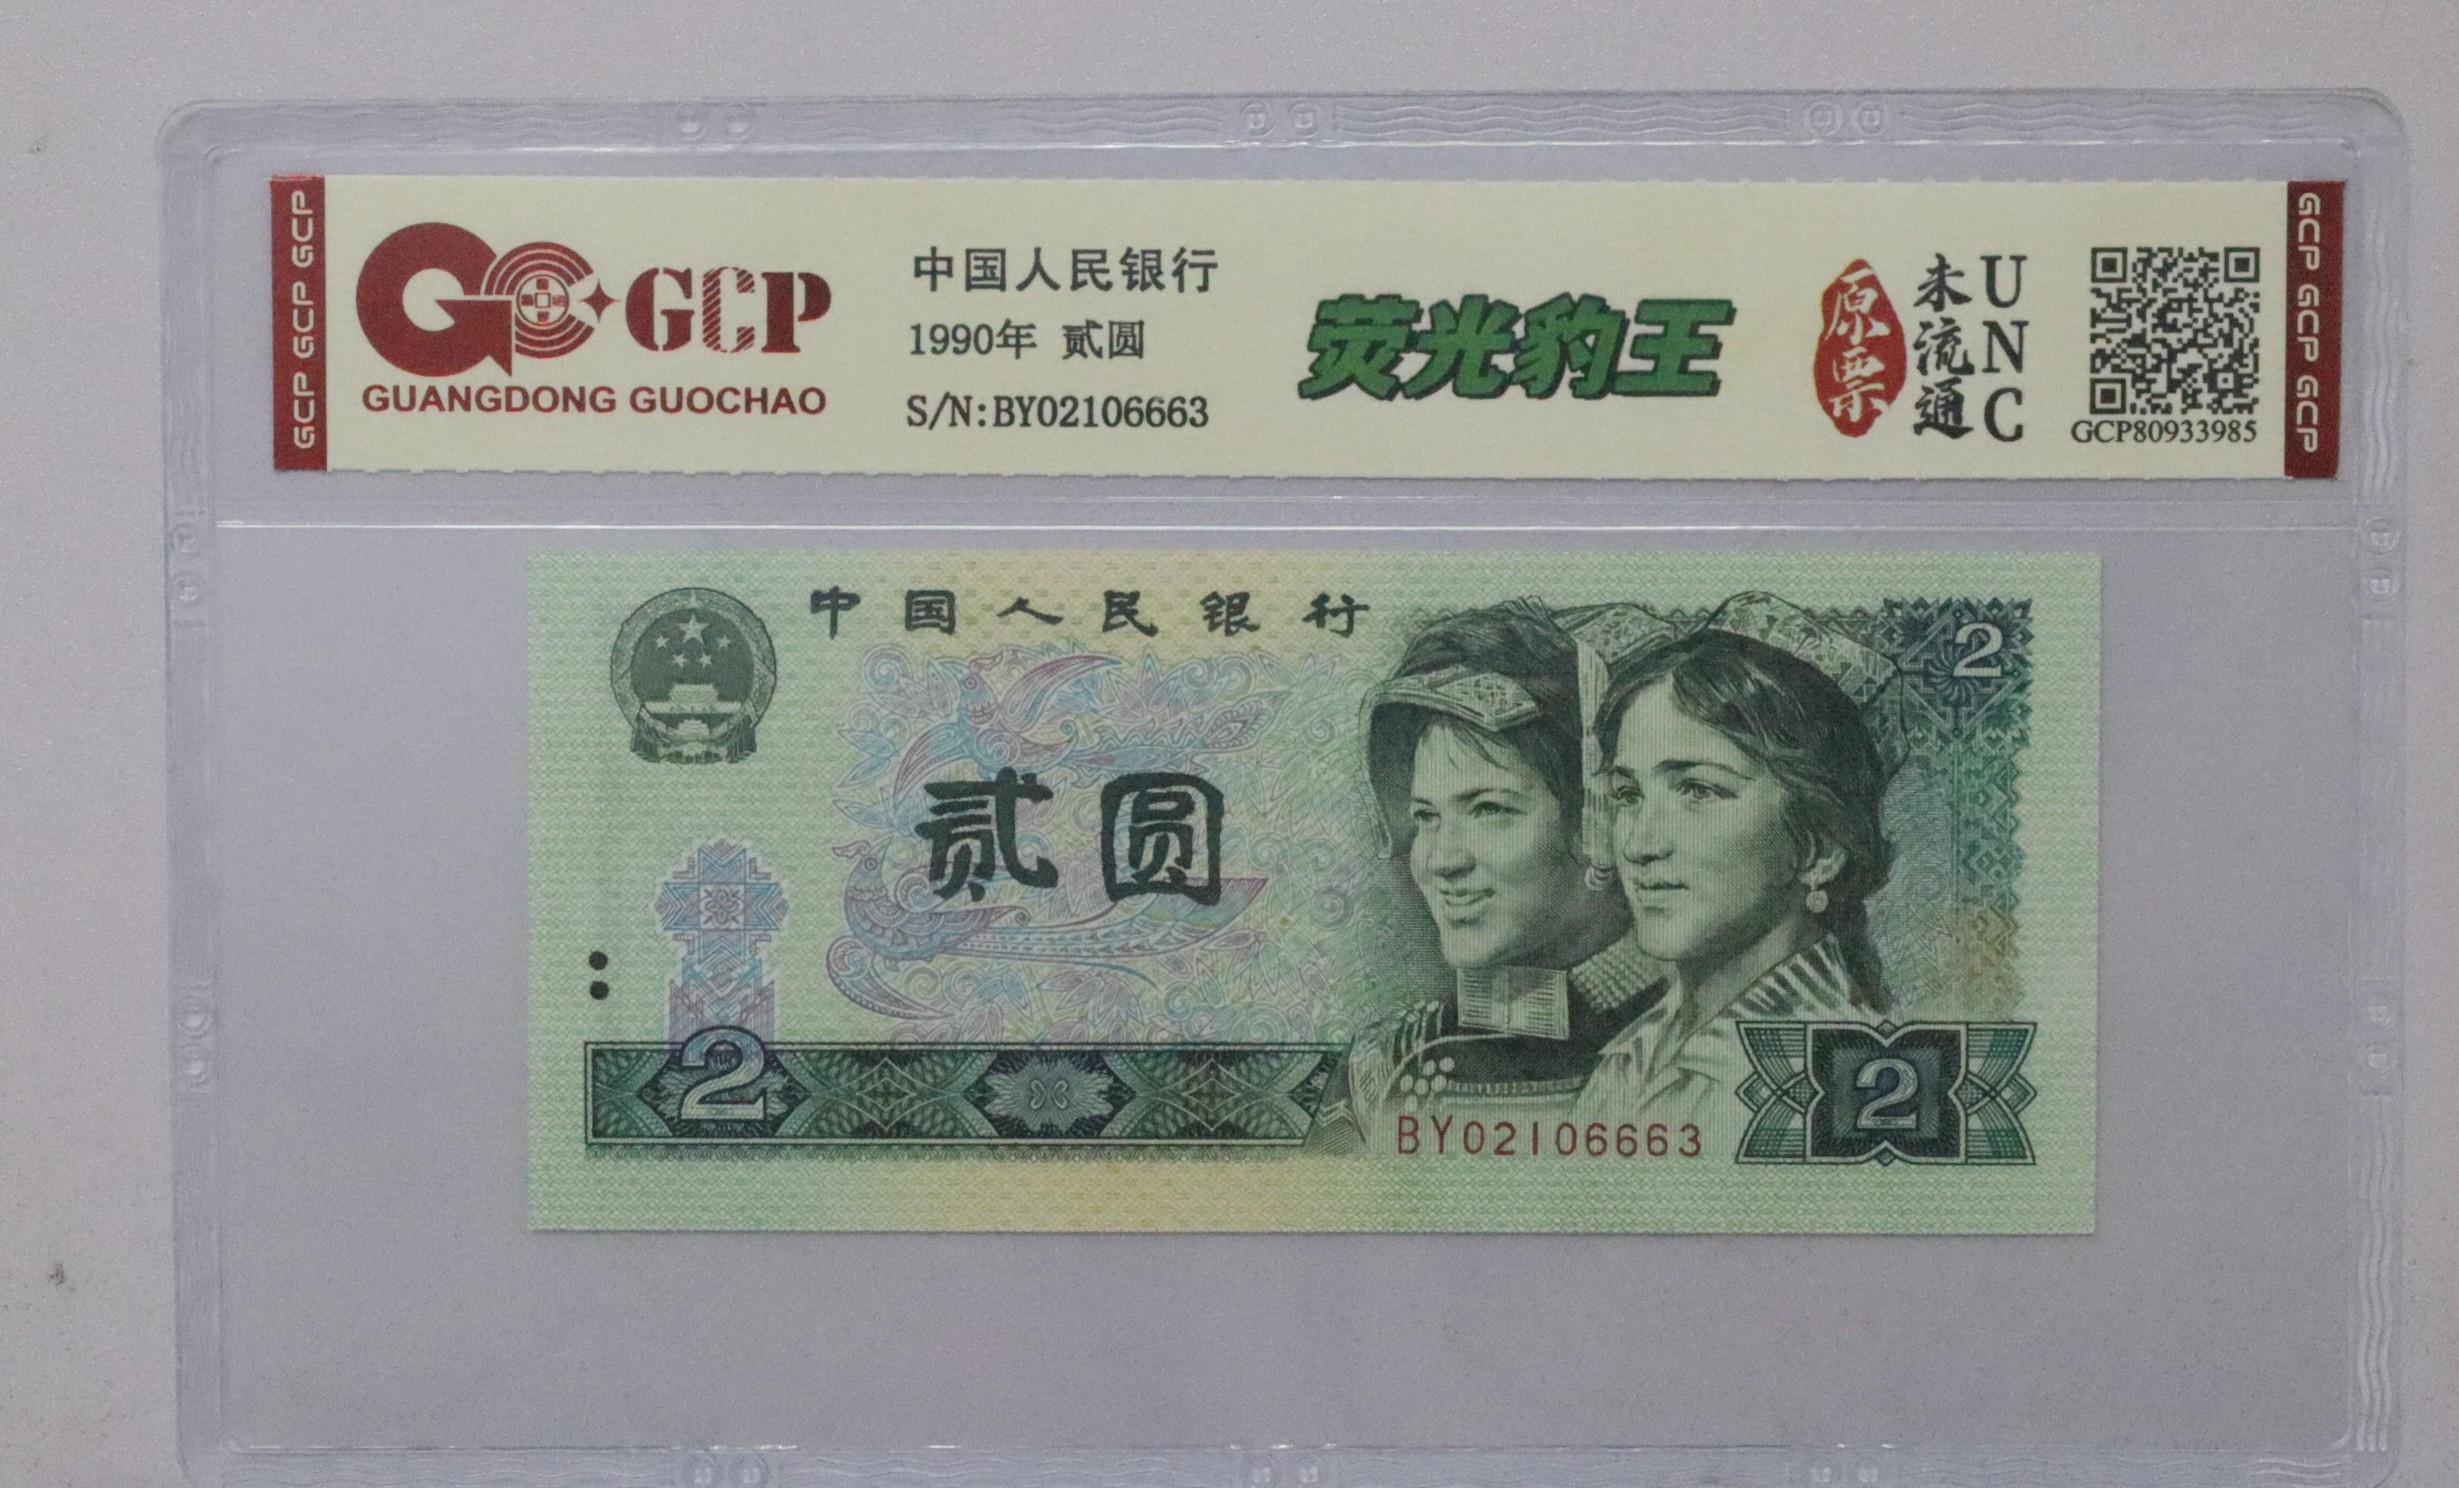 GCP GCP GCP
GCP
GUANGDONG GUOCHAO
中国人民银行
1990年 贰圆
S/N:BY02106663
荧光豹王
原票
未流通
UNC
GCP80933985
GCP GCP GCP
中国人民银行
2
贰圆
2
BY02106663
2